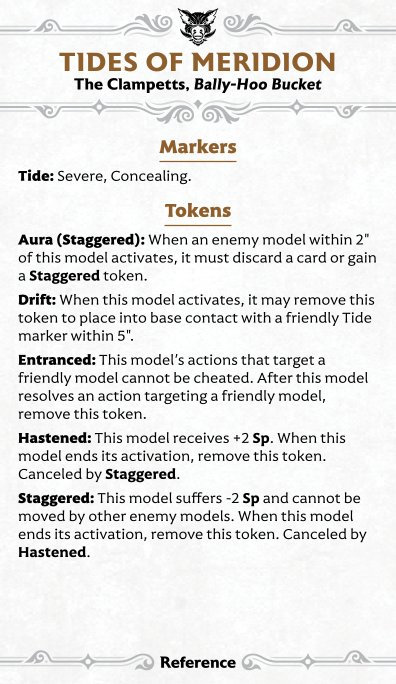 TIDES OF MERIDION
The Clampetts, Bally-Hoo Bucket
Markers
Tide: Severe, Concealing.
Tokens
Aura (Staggered): When an enemy model within 2"
of this model activates, it must discard a card or gain
a Staggered token.
Drift: When this model activates, it may remove this
token to place into base contact with a friendly Tide
marker within 5".
Entranced: This model’s actions that target a
friendly model cannot be cheated. After this model
resolves an action targeting a friendly model,
remove this token.
Hastened: This model receives +2 Sp. When this
model ends its activation, remove this token.
Canceled by Staggered.
Staggered: This model suffers -2 Sp and cannot be
moved by other enemy models. When this model
ends its activation, remove this token. Canceled by
Hastened.
Reference